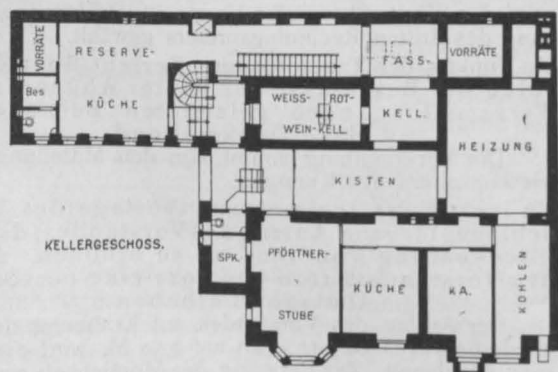 VORRÄTE
RESERVE-
KÜCHE
Bes
FASS-
KELL.
VORRÄTE
WEISS-
ROT-
WEIN-KELL.
HEIZUNG
KISTEN
KELLERGESCHOSS.
SPK.
PFÖRTNER-
STUBE
KÜCHE
KA.
KOHLEN